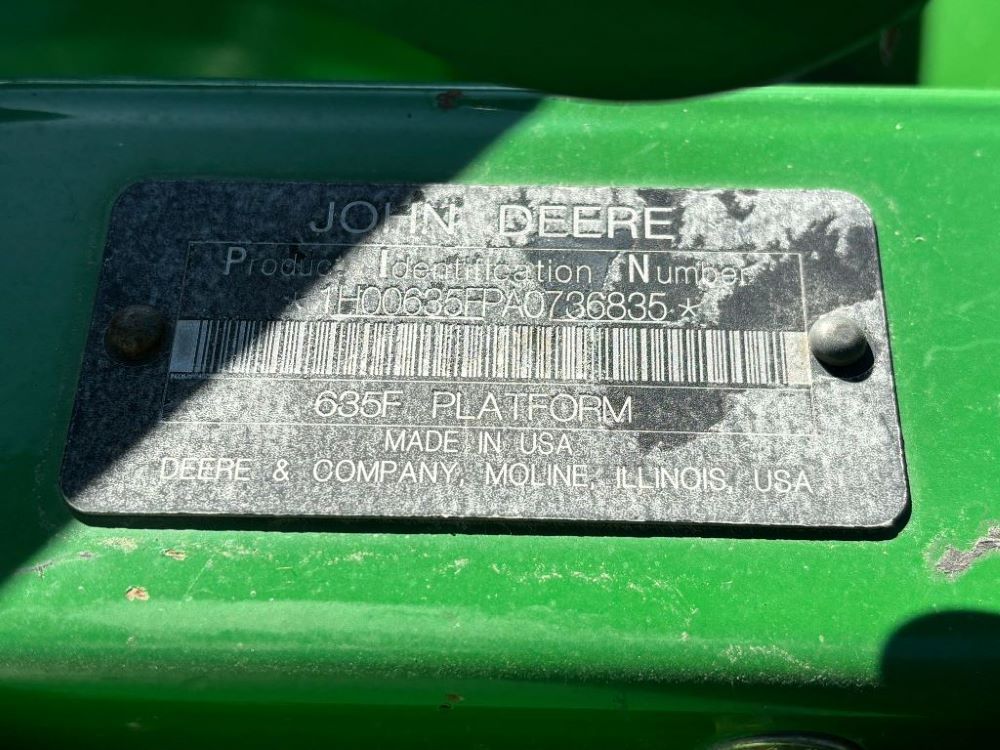 JOHN DEERE
Product Identification Number
*1H00635FPA0736835*
635F PLATFORM
MADE IN USA
DEERE & COMPANY, MOLINE, ILLINOIS, USA